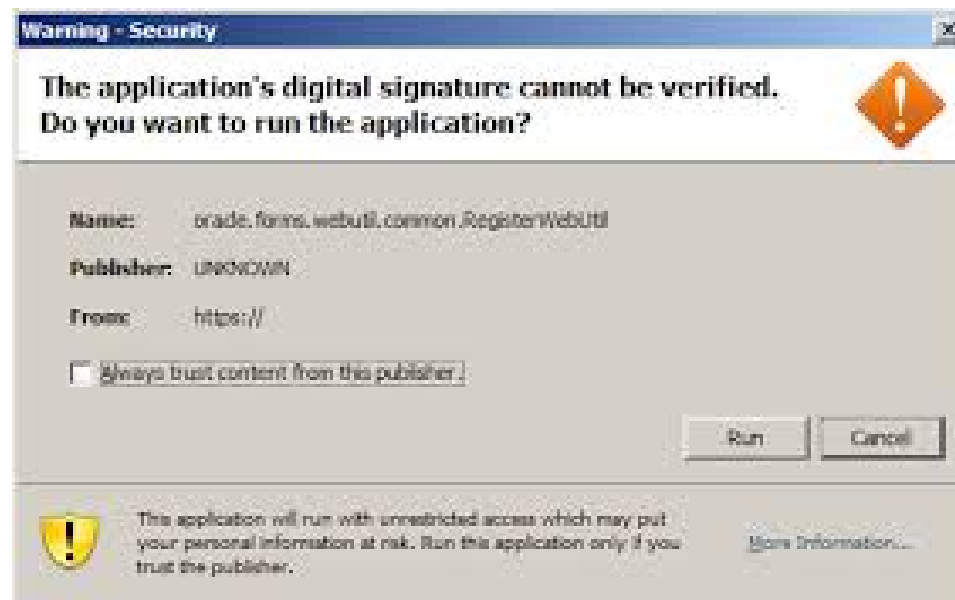 Warning - Security
The application's digital signature cannot be verified.
Do you want to run the application?
Name: oracle.forms.webutil.common.RegisterWebUtil
Publisher: UNKNOWN
From: https://
Always trust content from this publisher.
Run Cancel
This application will run with unrestricted access which may put
your personal information at risk. Run this application only if you
trust the publisher.
More Information...